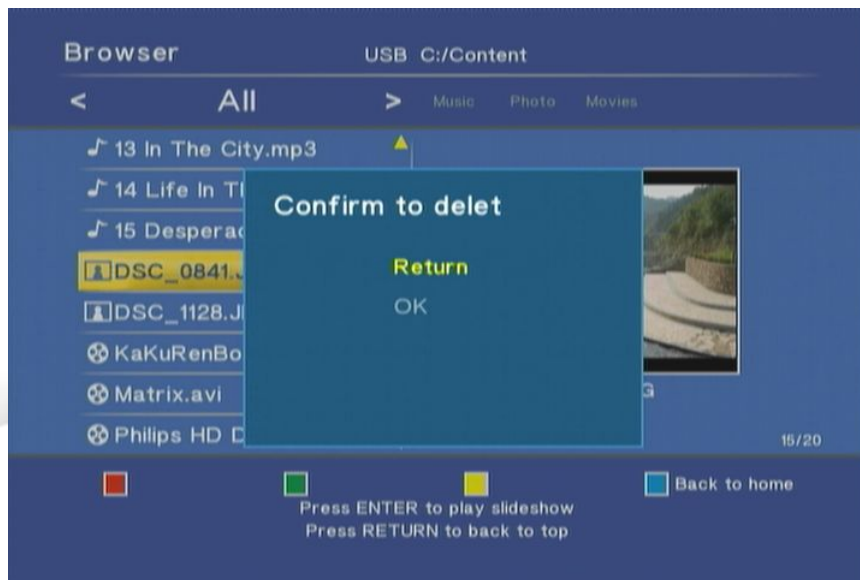 Browser USB C:/Content
< All > Music Photo Movies
13 In The City.mp3
14 Life In T
15 Desperad
DSC_0841.J
DSC_1128.J
KaKuRenBo
Matrix.avi
Philips HD D
Confirm to delet
Return
OK
G
15/20
Back to home
Press ENTER to play slideshow
Press RETURN to back to top